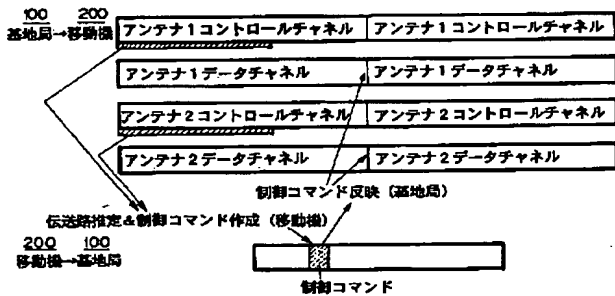 100 200
基地局→移動機
アンテナ1コントロールチャネル アンテナ1コントロールチャネル
アンテナ1データチャネル アンテナ1データチャネル
アンテナ2コントロールチャネル アンテナ2コントロールチャネル
アンテナ2データチャネル アンテナ2データチャネル
制御コマンド反映(基地局)
伝送路推定&制御コマンド作成(移動機)
200 100
移動機→基地局
制御コマンド